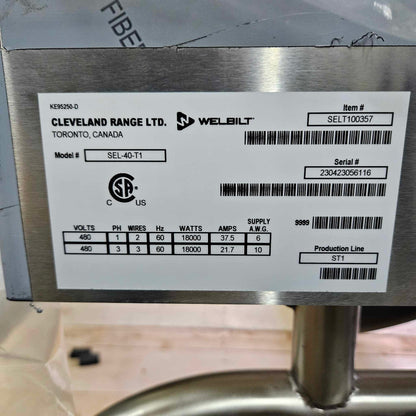 FIBER
KE95250-D
CLEVELAND RANGE LTD. WELBILT
TORONTO, CANADA
Item #
SELT100357
Model # SEL-40-T1
Serial #
230423056116
CSA
C US
9999
VOLTS PH WIRES Hz WATTS AMPS SUPPLY A.W.G.
480 1 2 60 18000 37.5 6
480 3 3 60 18000 21.7 10
Production Line
ST1